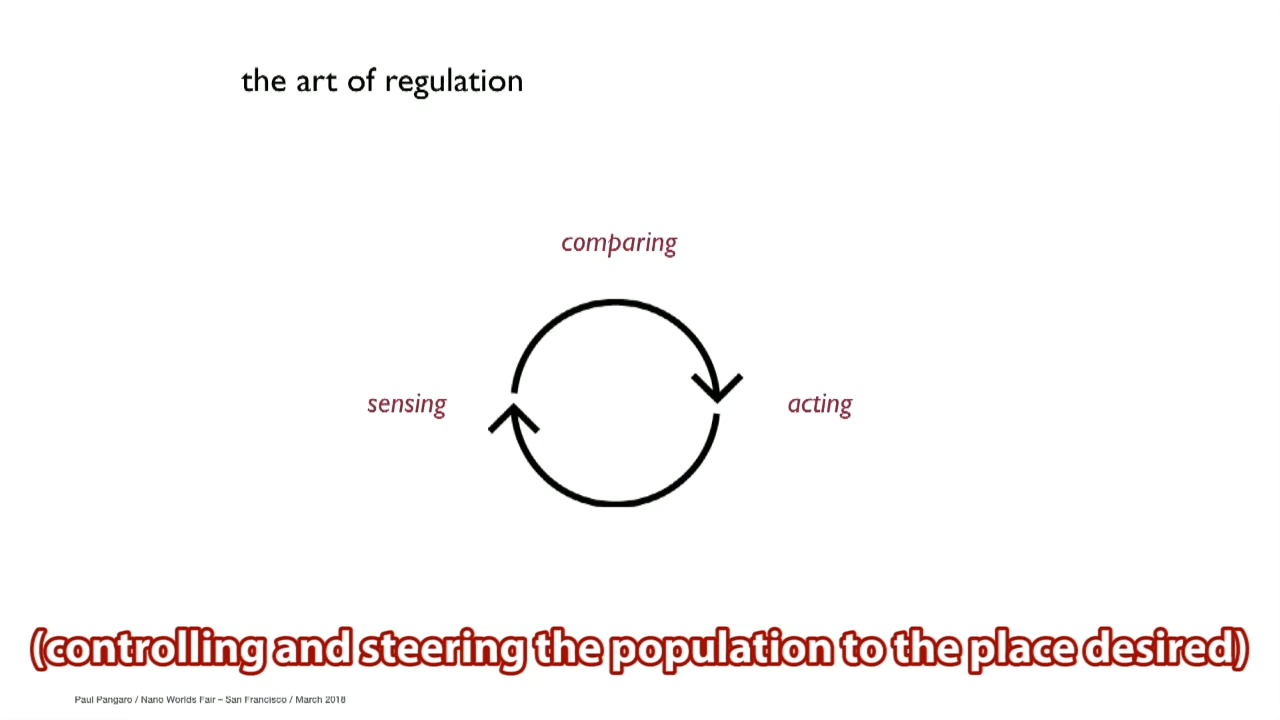 the art of regulation
comparing
sensing
acting
(controlling and steering the population to the place desired)
Paul Pangaro / Nano Worlds Fair – San Francisco / March 2018